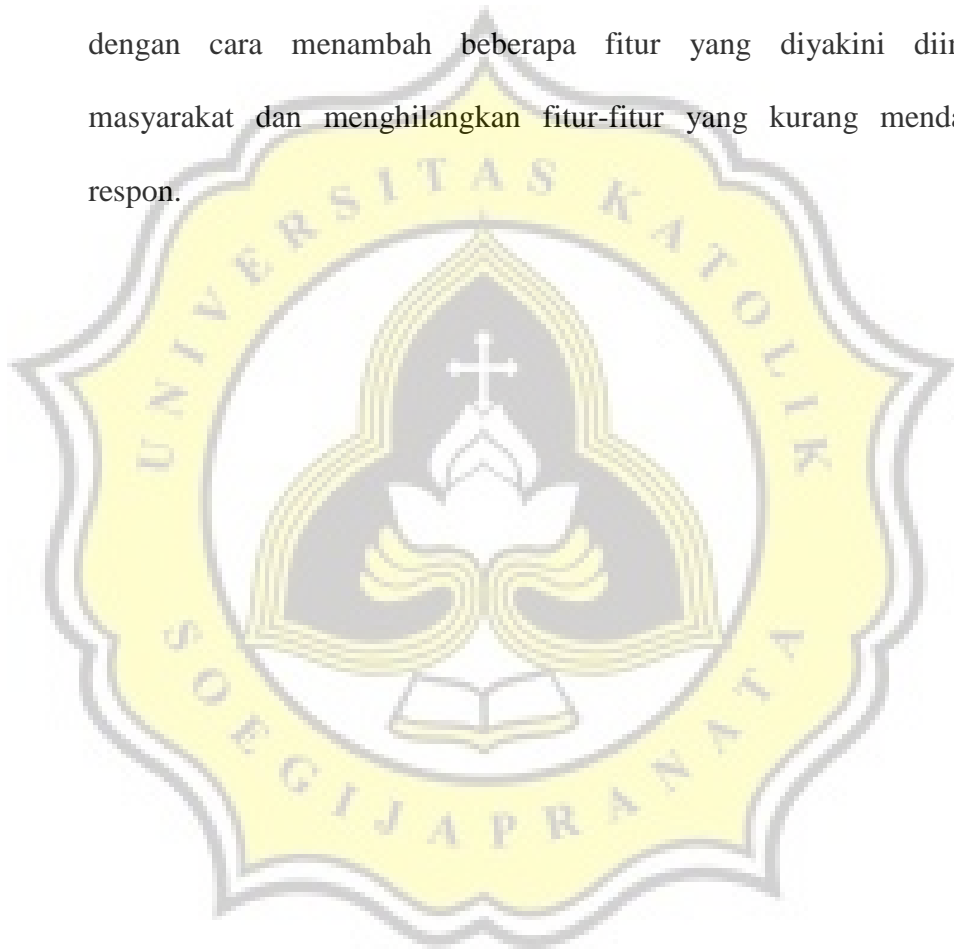 dengan cara menambah beberapa fitur yang diyakini
masyarakat dan menghilangkan fitur-fitur yang kurang
respon.
UNIVERSITAS KATOLIK
SOEGIJAPRANATA